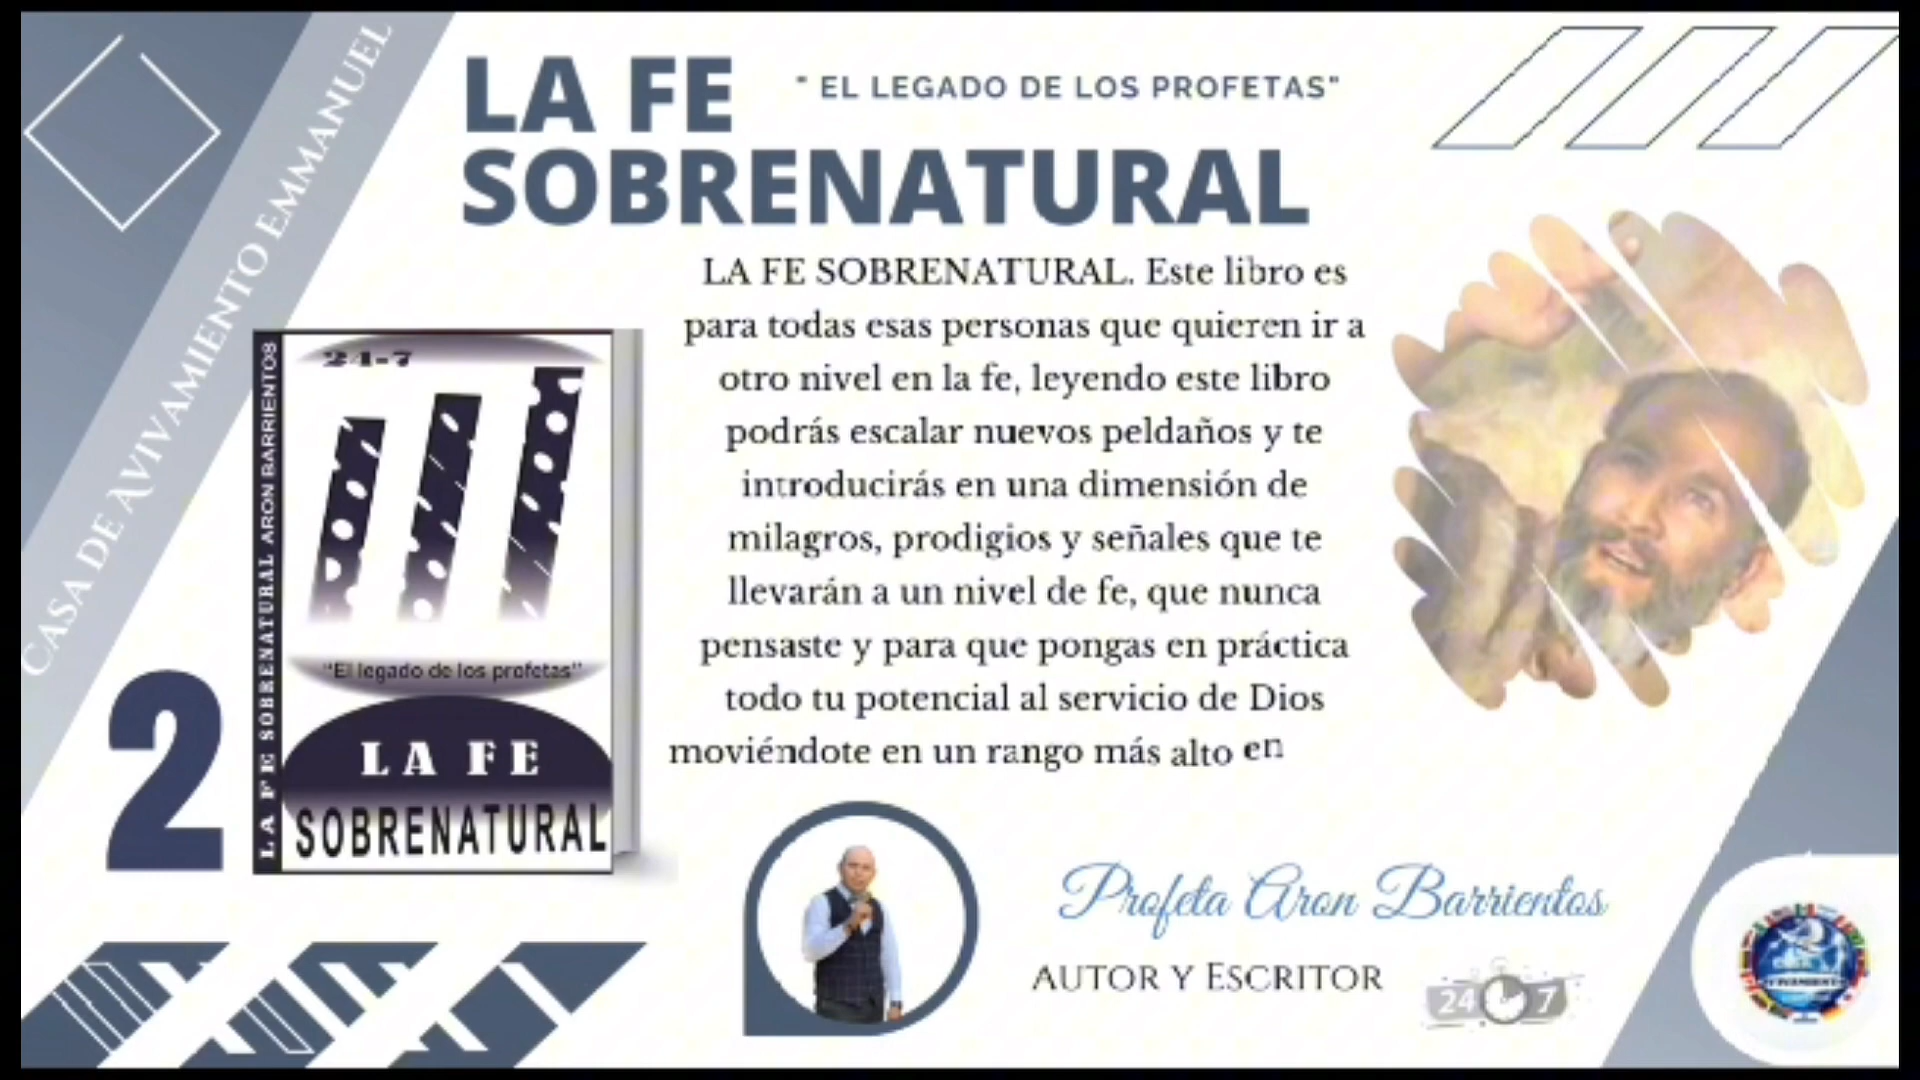 CASA DE AVIVAMIENTO EMMANUEL
LA FE
" EL LEGADO DE LOS PROFETAS"
SOBRENATURAL
LA FE SOBRENATURAL. Este libro es
para todas esas personas que quieren ir a
otro nivel en la fe, leyendo este libro
podrás escalar nuevos peldaños y te
introducirás en una dimensión de
milagros, prodigios y señales que te
llevarán a un nivel de fe, que nunca
pensaste y para que pongas en práctica
todo tu potencial al servicio de Dios
moviéndote en un rango más alto en
2
LA FE SOBRENATURAL ARON BARRIENTOS
24-7
"El legado de los profetas"
LA FE
SOBRENATURAL
Profeta Aron Barrientos
AUTOR Y ESCRITOR
24 7